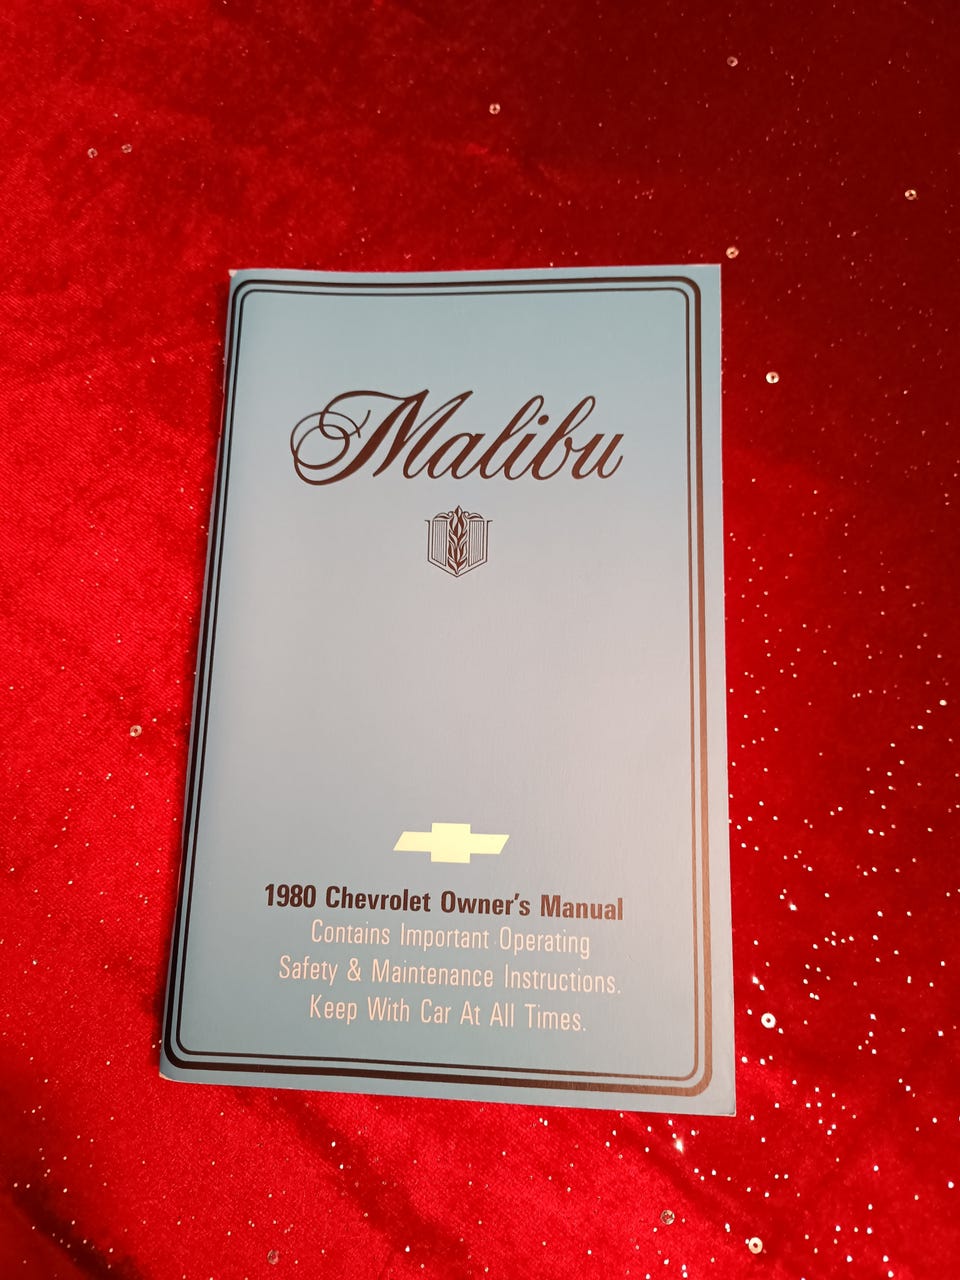 Malibu
1980 Chevrolet Owner's Manual
Contains Important Operating
Safety & Maintenance Instructions.
Keep With Car At All Times.